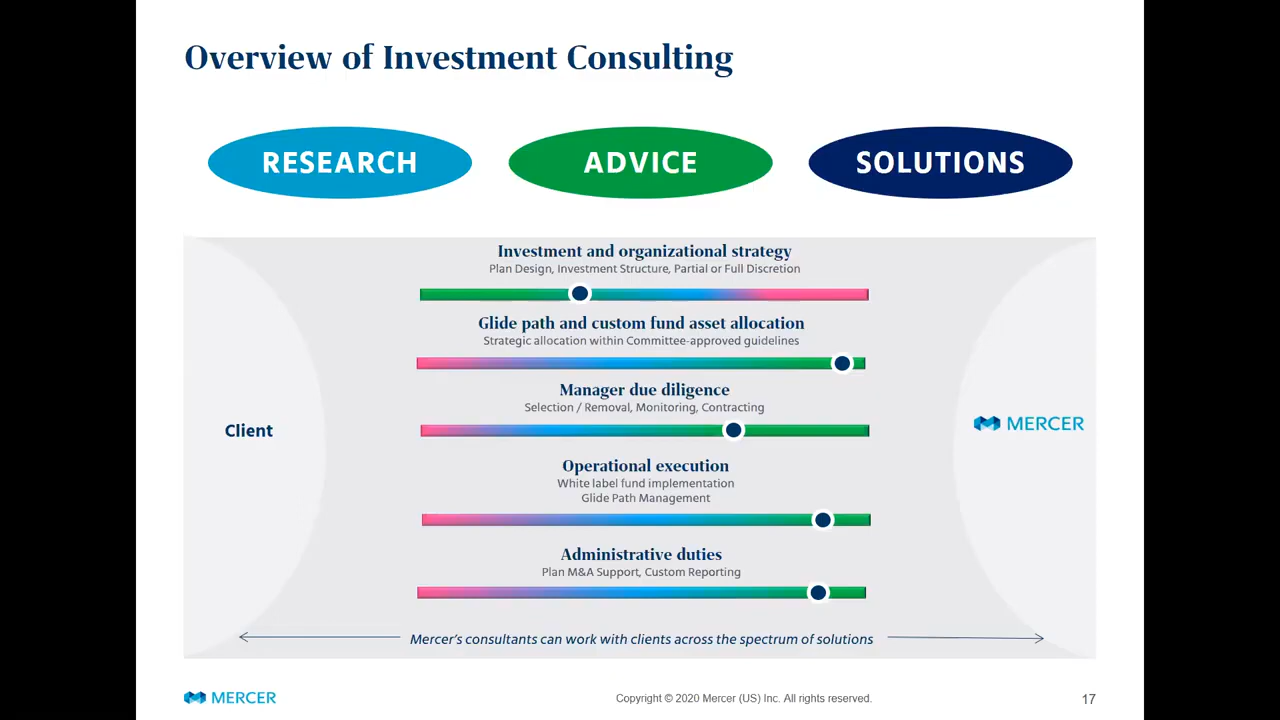 Overview of Investment Consulting
RESEARCH
ADVICE
SOLUTIONS
Investment and organizational strategy
Plan Design, Investment Structure, Partial or Full Discretion
Glide path and custom fund asset allocation
Strategic allocation within Committee-approved guidelines
Manager due diligence
Selection / Removal, Monitoring, Contracting
Client
MERCER
Operational execution
White label fund implementation
Glide Path Management
Administrative duties
Plan M&A Support, Custom Reporting
Mercer's consultants can work with clients across the spectrum of solutions
MERCER
Copyright © 2020 Mercer (US) Inc. All rights reserved.
17